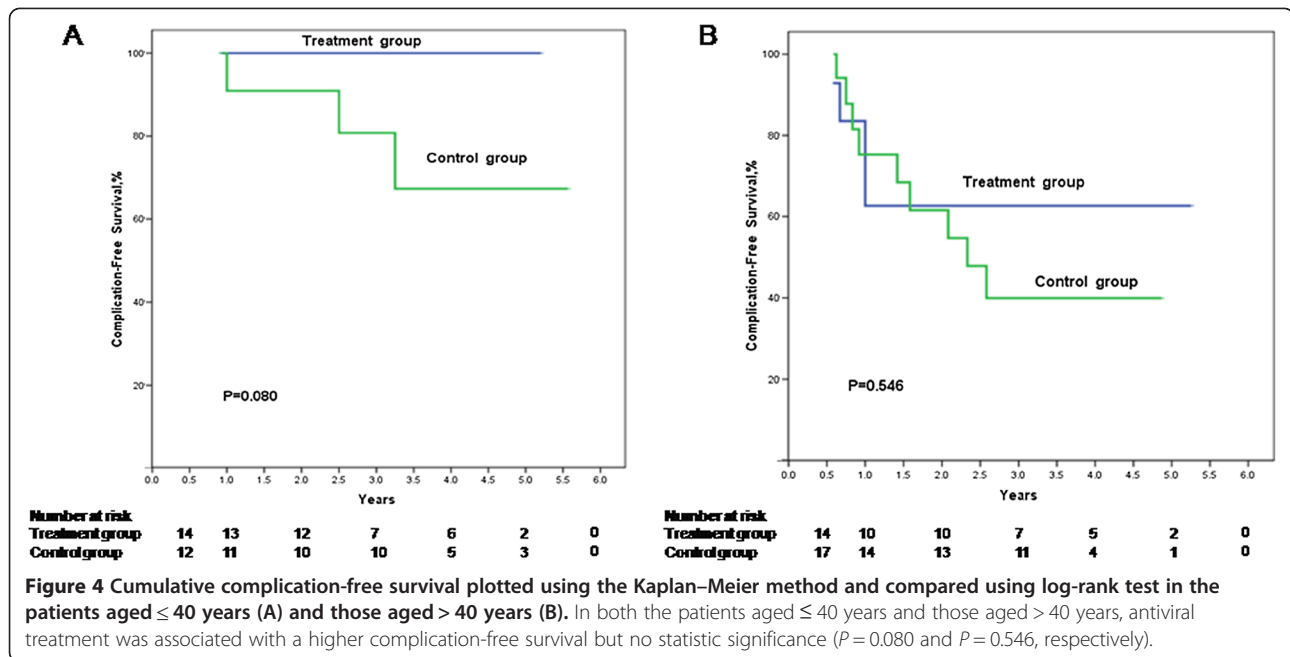 A
Treatment group
Control group
Complication-Free Survival,%
100
80
60
40
20
P=0.080
0.0 0.5 1.0 1.5 2.0 2.5 3.0 3.5 4.0 4.5 5.0 5.5 6.0
Years
Number at risk
Treatment group 14 13 12 7 6 2 0
Control group 12 11 10 10 5 3 0
B
Treatment group
Control group
Complication-Free Survival,%
100
80
60
40
20
P=0.546
0.0 0.5 1.0 1.5 2.0 2.5 3.0 3.5 4.0 4.5 5.0 5.5 6.0
Years
Number at risk
Treatment group 14 10 10 7 5 2 0
Control group 17 14 13 11 4 1 0
Figure 4 Cumulative complication-free survival plotted using the Kaplan–Meier method and compared using log-rank test in the
patients aged ≤ 40 years (A) and those aged > 40 years (B). In both the patients aged ≤ 40 years and those aged > 40 years, antiviral
treatment was associated with a higher complication-free survival but no statistic significance (P = 0.080 and P = 0.546, respectively).